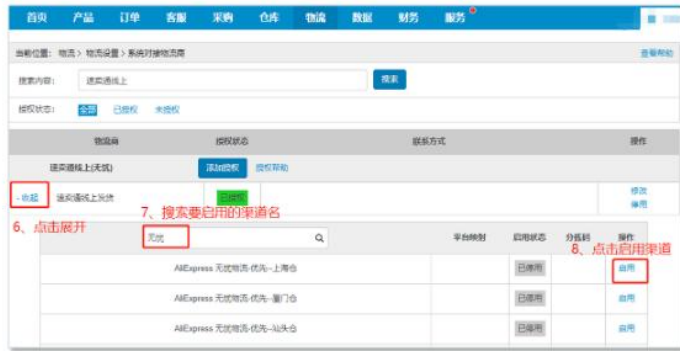 首页 产品 订单 客服 采购 仓库 物流 数据 财务 服务
当前位置: 物流 > 物流设置 > 系统对接物流商 查看帮助
搜索内容: 速卖通线上 搜索
授权状态: 全部 已授权 未授权
物流商 授权状态 联系方式 操作
速卖通线上(无忧) 添加授权 授权帮助
- 收起 速卖通线上发货 已授权 修改
停用
6、点击展开
7、搜索要启用的渠道名
无忧 平台映射 启用状态 分拣码 操作
8、点击启用渠道
AliExpress 无忧物流-优先--上海仓 已停用 启用
AliExpress 无忧物流-优先--厦门仓 已停用 启用
AliExpress 无忧物流-优先--汕头仓 已停用 启用